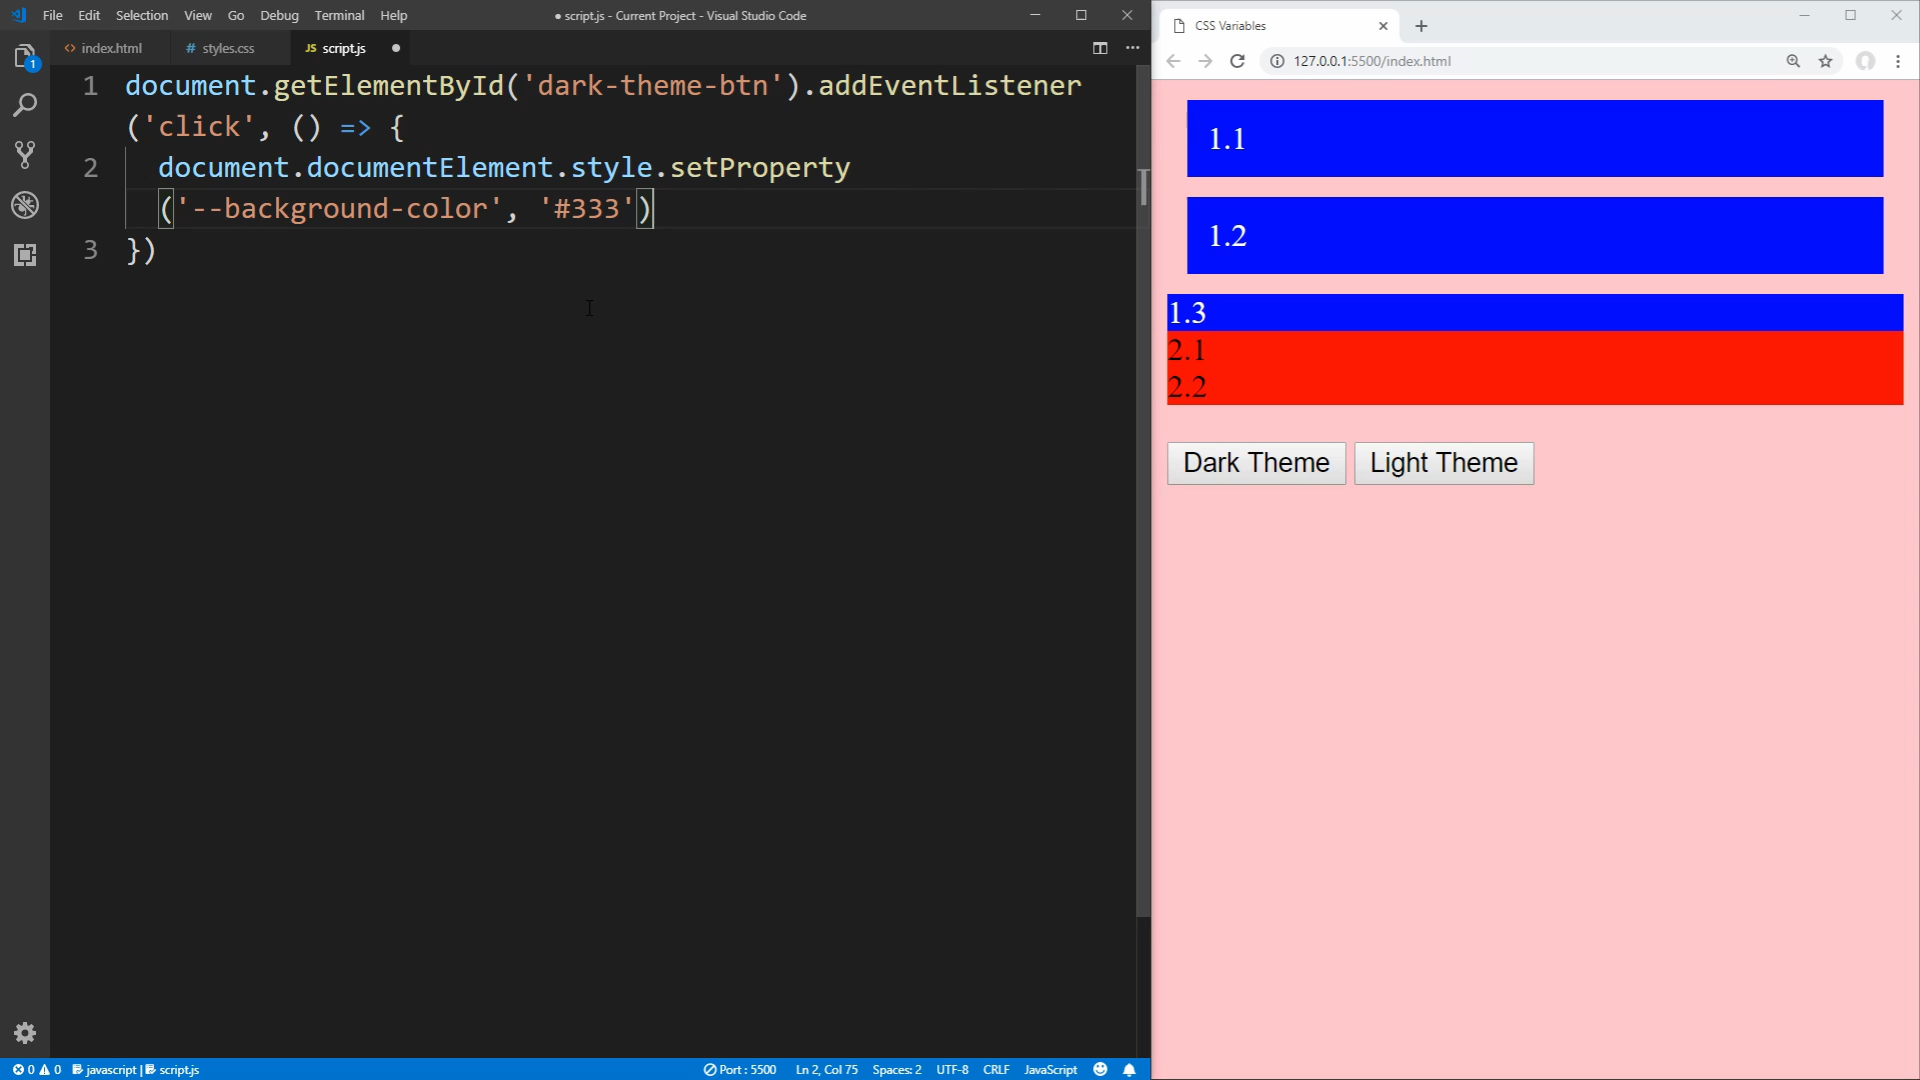 File Edit Selection View Go Debug Terminal Help
● script.js - Current Project - Visual Studio Code
index.html
# styles.css
JS script.js
1
1 document.getElementById('dark-theme-btn').addEventListener
('click', () => {
2 document.documentElement.style.setProperty
('--background-color', '#333')
3 })
0 0 javascript | script.js
Port : 5500 Ln 2, Col 75 Spaces: 2 UTF-8 CRLF JavaScript
CSS Variables
127.0.0.1:5500/index.html
1.1
1.2
1.3
2.1
2.2
Dark Theme Light Theme